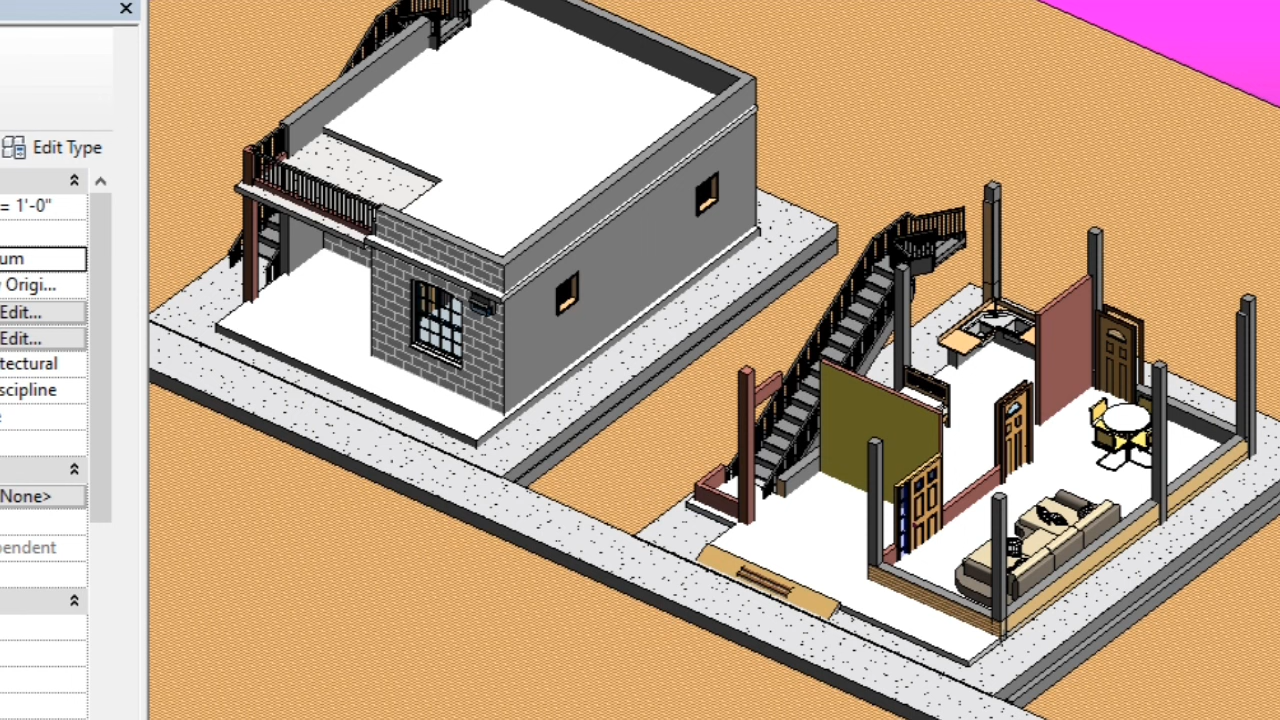 Edit Type
= 1'-0"
um
Origi...
Edit...
Edit...
tectural
scipline
None>
pendent